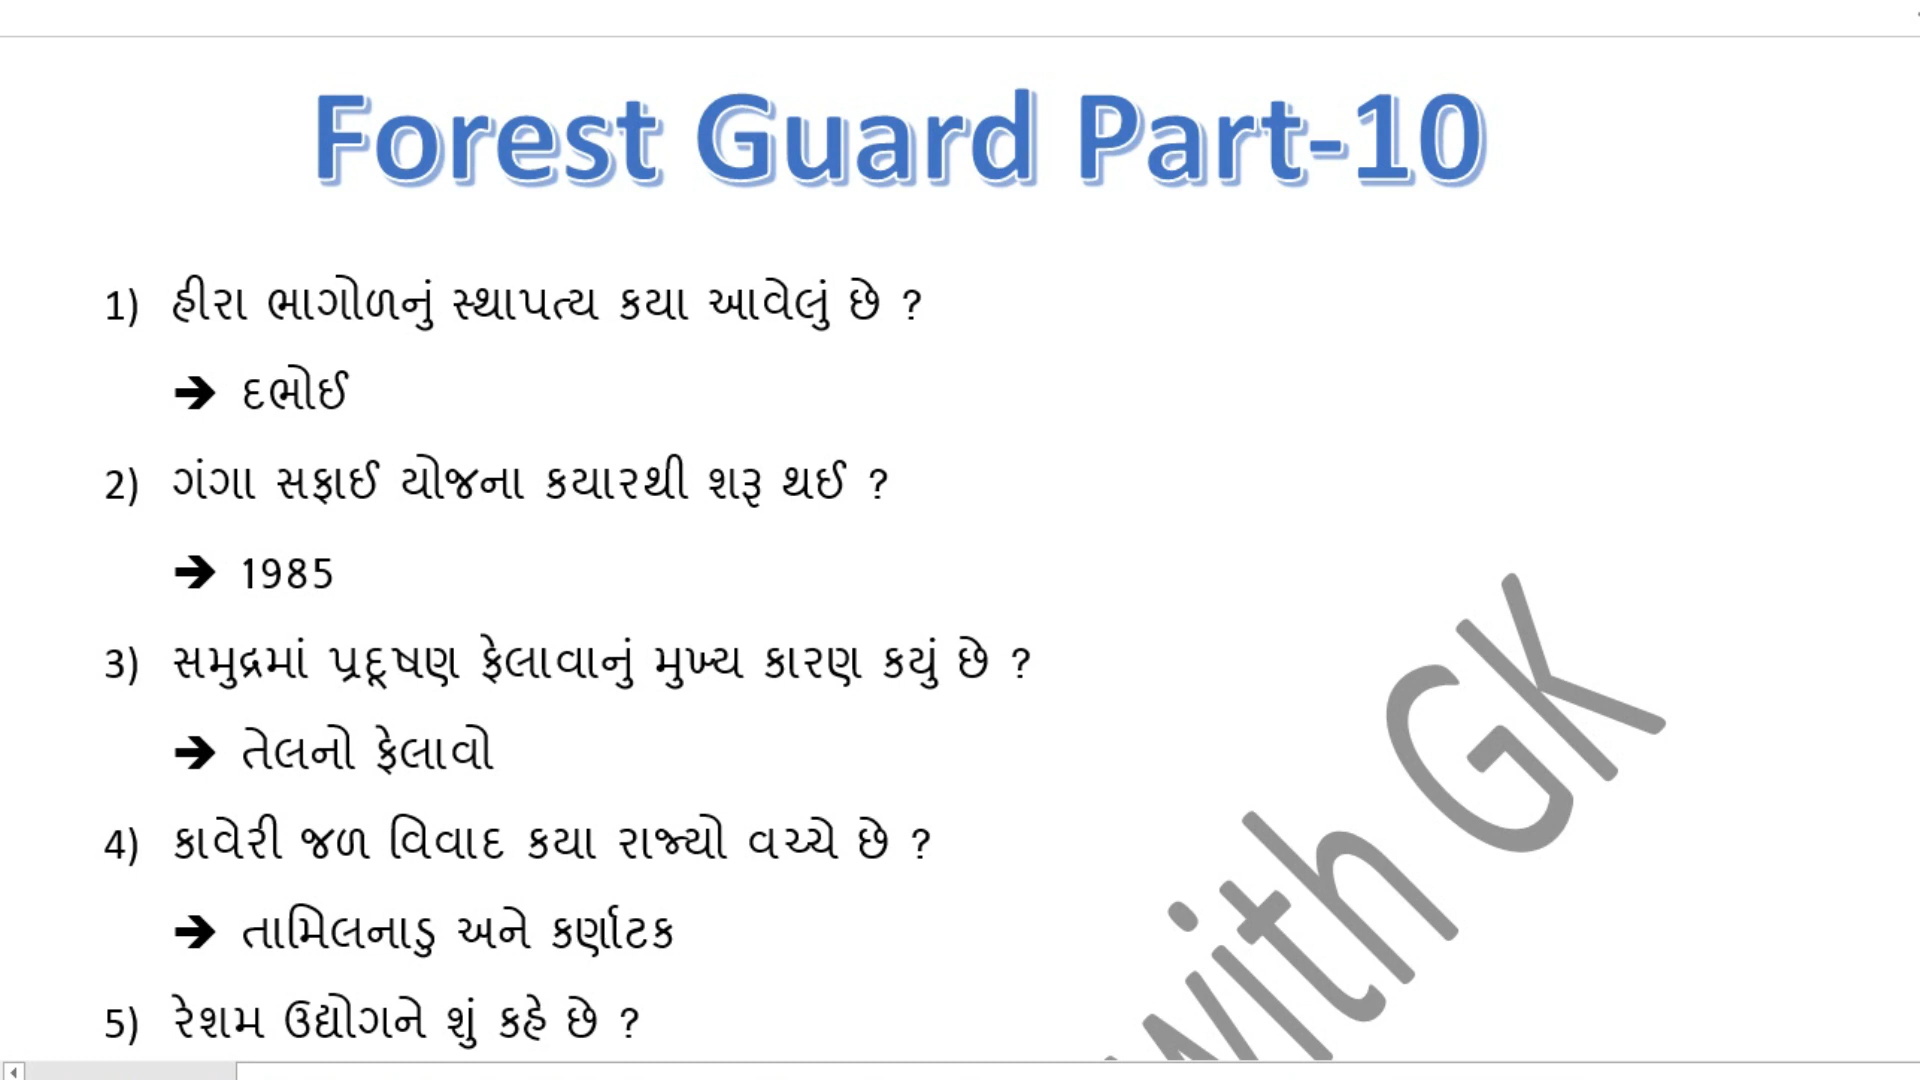 Forest Guard Part-10
1) હીરા ભાગોળનું સ્થાપત્ય કયા આવેલું છે ?
➔ દભોઈ
2) ગંગા સફાઈ યોજના કયારથી શરૂ થઈ ?
➔ 1985
3) સમુદ્રમાં પ્રદૂષણ ફેલાવાનું મુખ્ય કારણ કયું છે ?
➔ તેલનો ફેલાવો
4) કાવેરી જળ વિવાદ કયા રાજ્યો વચ્ચે છે ?
➔ તામિલનાડુ અને કર્ણાટક
5) રેશમ ઉદ્યોગને શું કહે છે ?
with GK